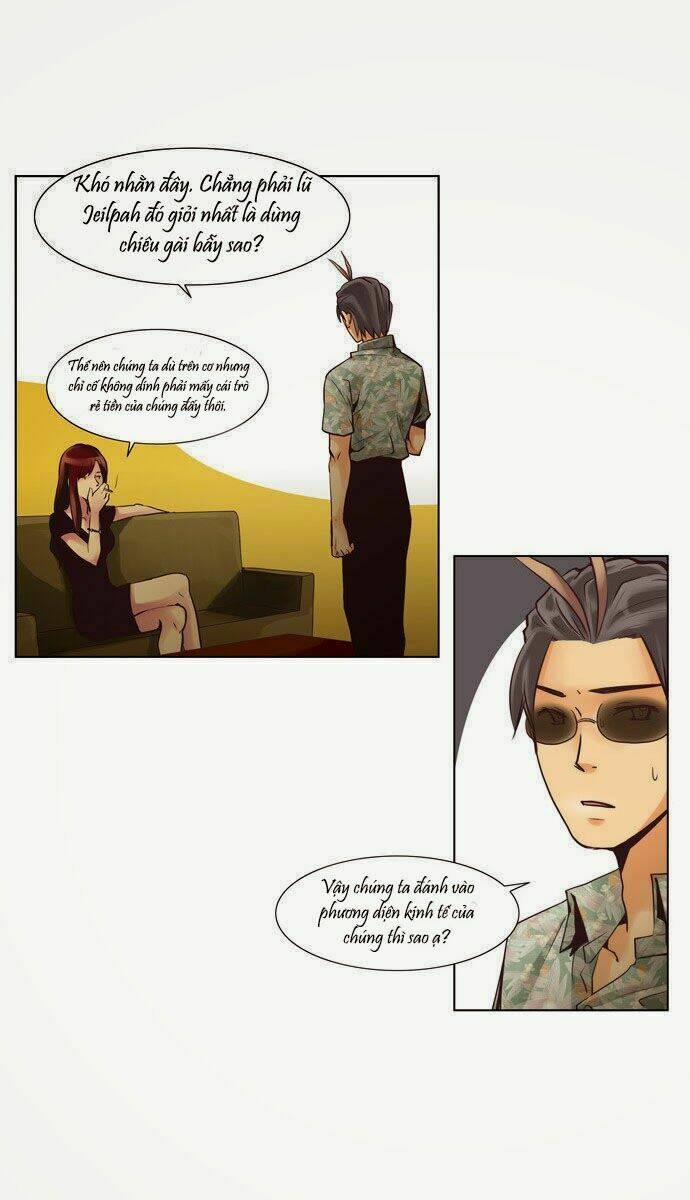 Khó nhằn đây. Chẳng phải lũ
Jeilpah đó giỏi nhất là dùng
chiêu gài bẫy sao?
Thế nên chúng ta dù trên cơ nhưng
chỉ cố không dính phải mấy cái trò
rẻ tiền của chúng đấy thôi.
Vậy chúng ta đánh vào
phương diện kinh tế của
chúng thì sao ạ?